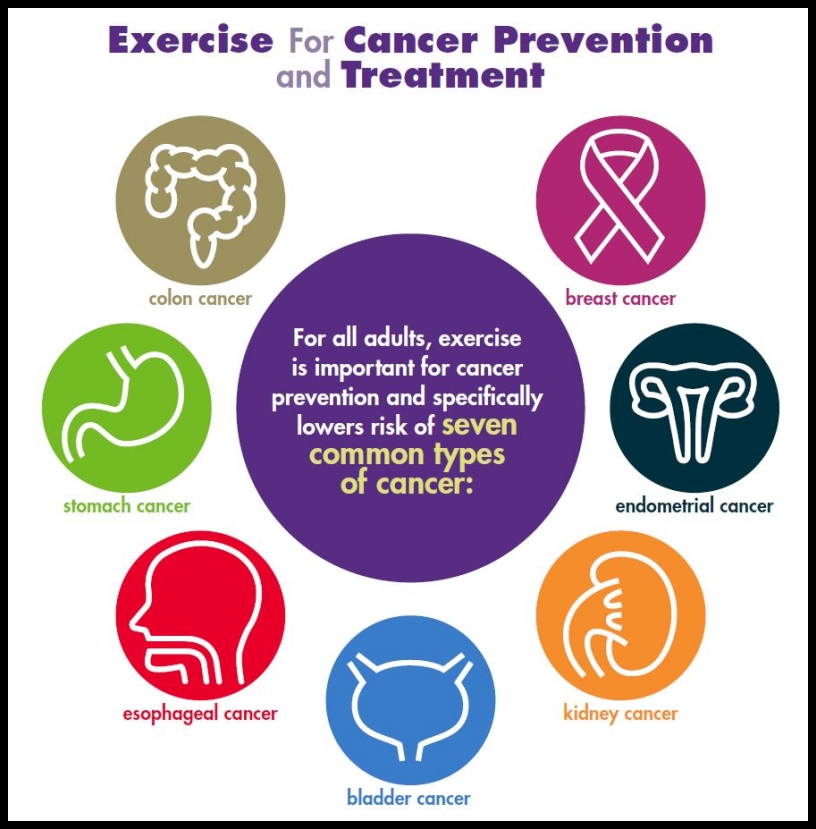 Exercise For Cancer Prevention
and Treatment
colon cancer
breast cancer
For all adults, exercise
is important for cancer
prevention and specifically
lowers risk of seven
common types
of cancer:
stomach cancer
endometrial cancer
esophageal cancer
kidney cancer
bladder cancer